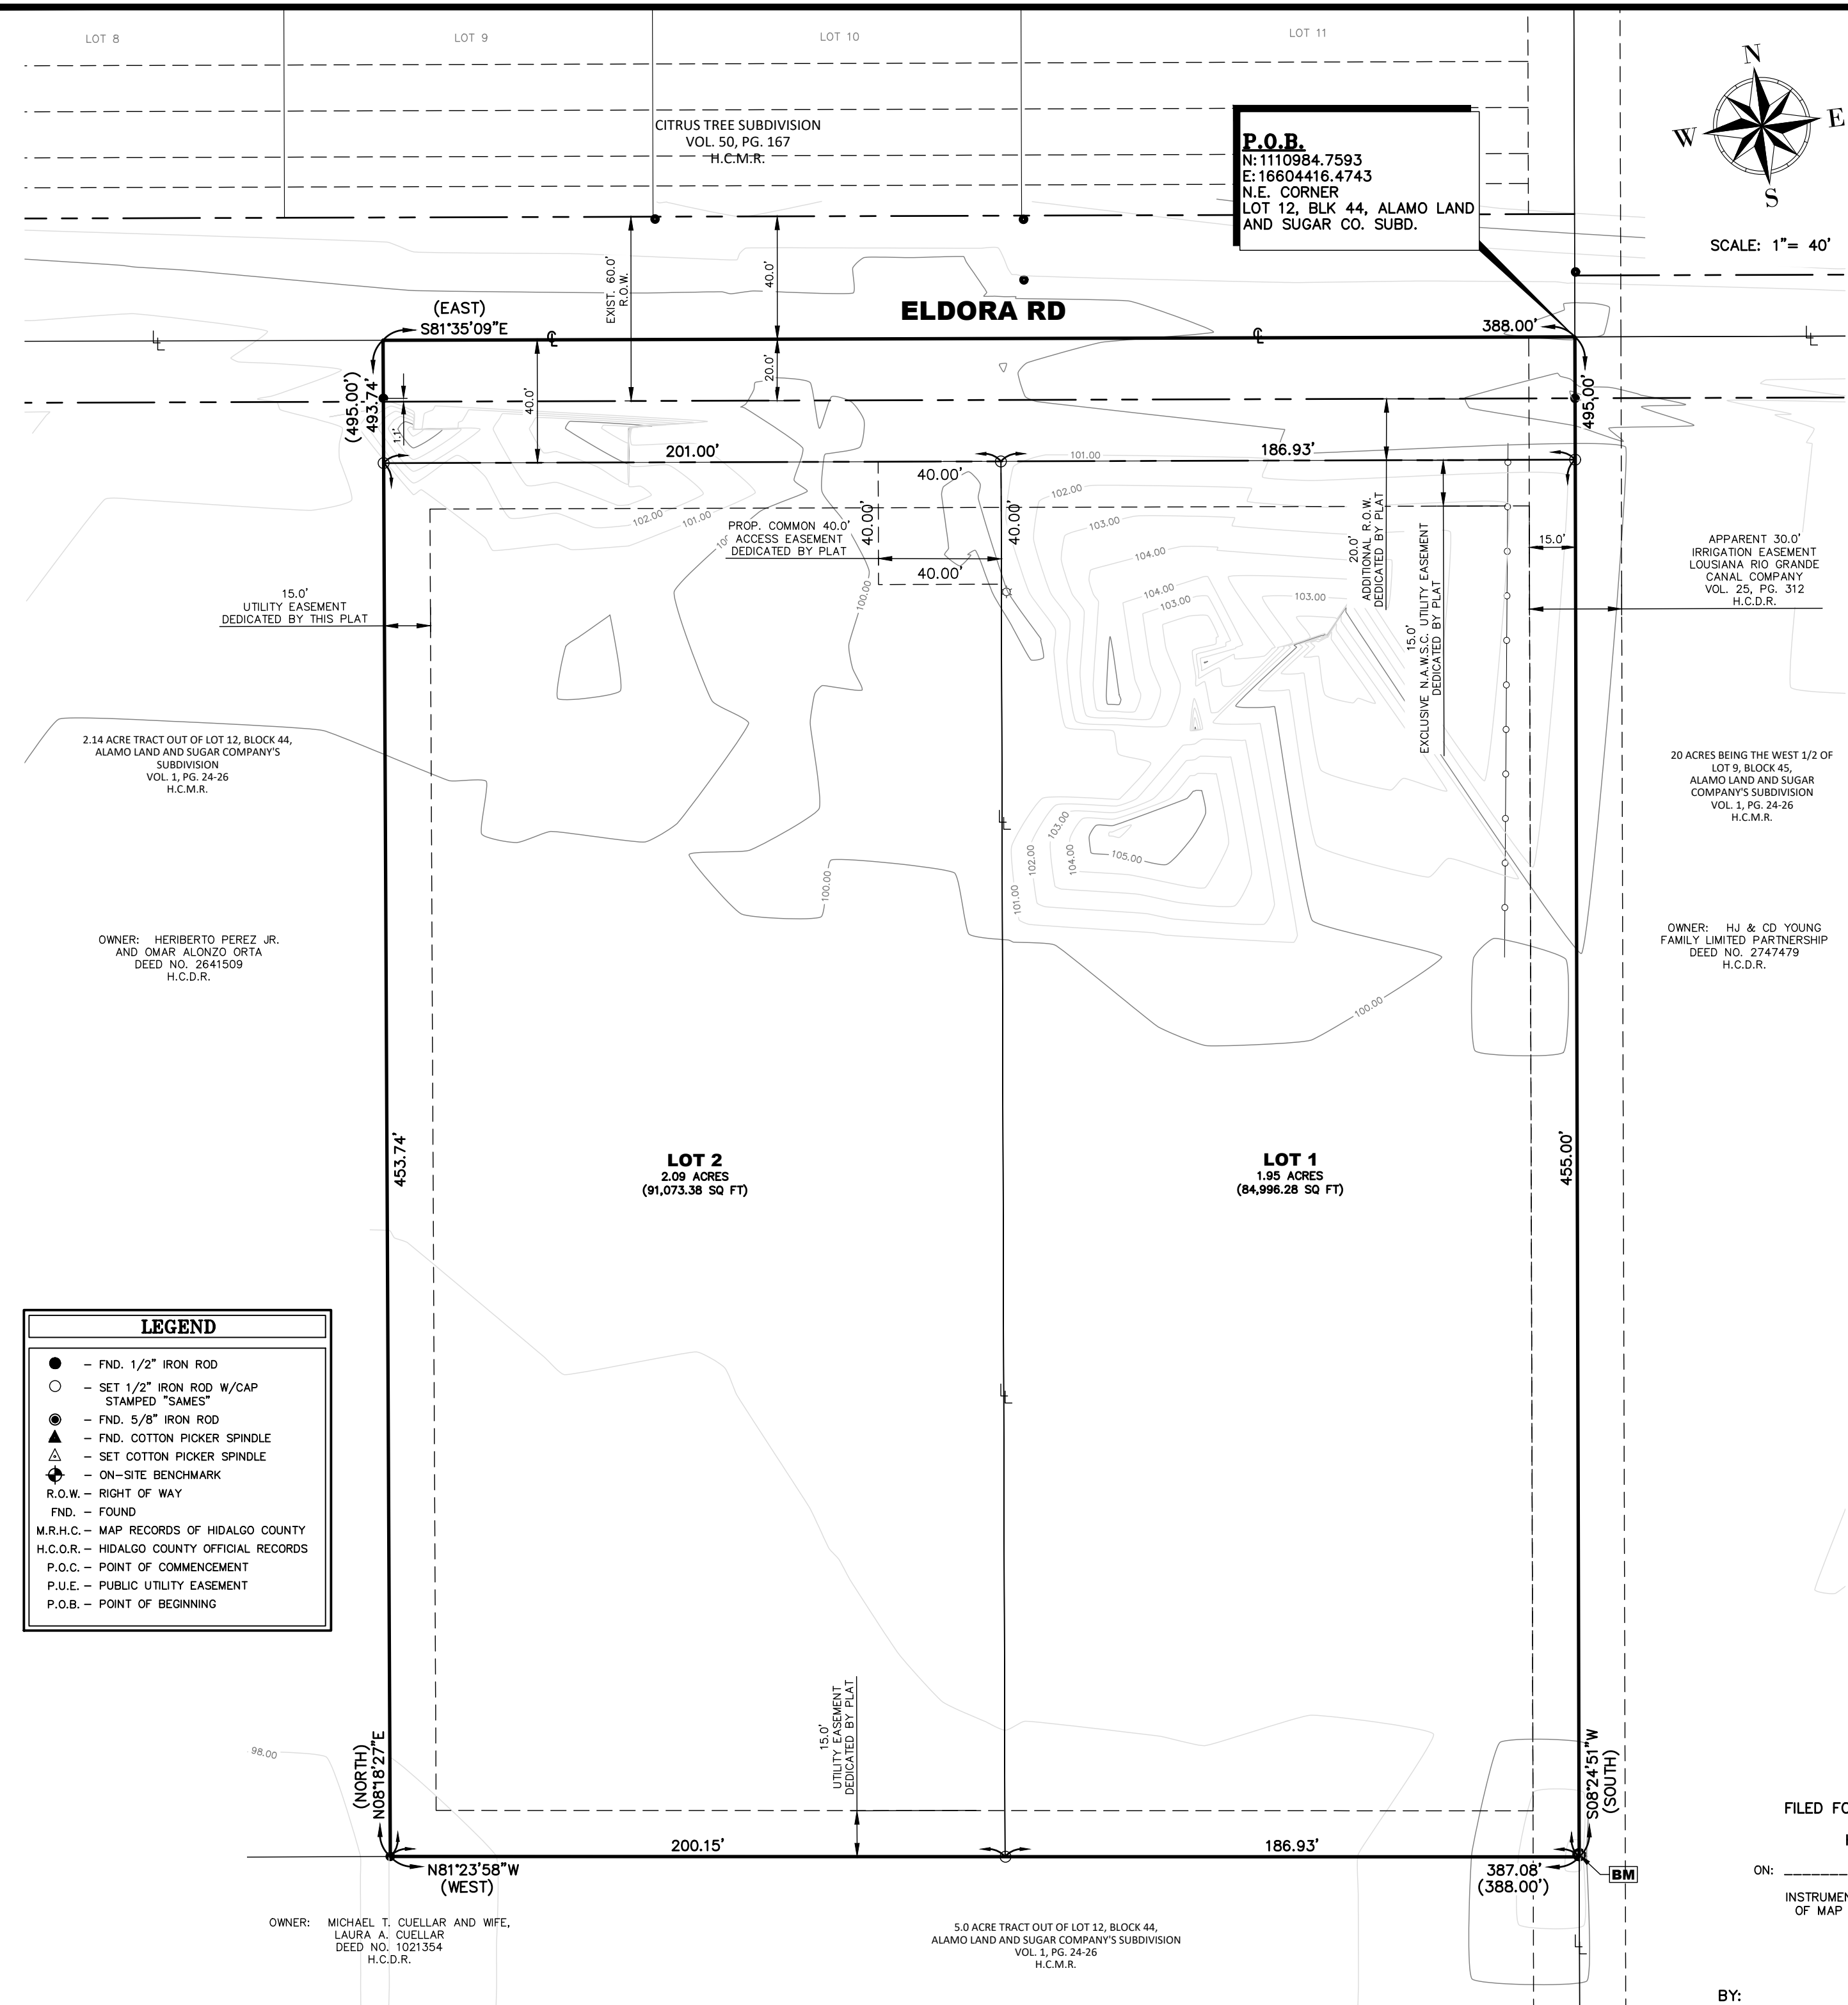 LOT 8
LOT 9
LOT 10
LOT 11
N
E
W
S
SCALE: 1"= 40'
CITRUS TREE SUBDIVISION
VOL. 50, PG. 167
H.C.M.R.
P.O.B.
N: 1110984.7593
E: 16604416.4743
N.E. CORNER
LOT 12, BLK 44, ALAMO LAND
AND SUGAR CO. SUBD.
EXIST. 60.0'
R.O.W.
40.0'
ELDORA RD
(EAST)
S81°35'09"E
388.00'
20.0'
40.0'
(495.00')
493.74'
1.1'
495.00'
201.00'
186.93'
40.00'
40.00'
40.00'
40.00'
PROP. COMMON 40.0'
ACCESS EASEMENT
DEDICATED BY PLAT
101.00
102.00
103.00
104.00
104.00
103.00
103.00
102.00
101.00
100.00
20.0'
ADDITIONAL R.O.W.
DEDICATED BY PLAT
15.0'
EXCLUSIVE N.A.W.S.C. UTILITY EASEMENT
DEDICATED BY PLAT
15.0'
APPARENT 30.0'
IRRIGATION EASEMENT
LOUSIANA RIO GRANDE
CANAL COMPANY
VOL. 25, PG. 312
H.C.D.R.
15.0'
UTILITY EASEMENT
DEDICATED BY THIS PLAT
2.14 ACRE TRACT OUT OF LOT 12, BLOCK 44,
ALAMO LAND AND SUGAR COMPANY'S
SUBDIVISION
VOL. 1, PG. 24-26
H.C.M.R.
20 ACRES BEING THE WEST 1/2 OF
LOT 9, BLOCK 45,
ALAMO LAND AND SUGAR
COMPANY'S SUBDIVISION
VOL. 1, PG. 24-26
H.C.M.R.
100.00
101.00
102.00
103.00
104.00
105.00
100.00
OWNER: HERIBERTO PEREZ JR.
AND OMAR ALONZO ORTA
DEED NO. 2641509
H.C.D.R.
OWNER: HJ & CD YOUNG
FAMILY LIMITED PARTNERSHIP
DEED NO. 2747479
H.C.D.R.
453.74'
LOT 2
2.09 ACRES
(91,073.38 SQ FT)
LOT 1
1.95 ACRES
(84,996.28 SQ FT)
455.00'
LEGEND
– FND. 1/2" IRON ROD
– SET 1/2" IRON ROD W/CAP
STAMPED "SAMES"
– FND. 5/8" IRON ROD
– FND. COTTON PICKER SPINDLE
– SET COTTON PICKER SPINDLE
– ON–SITE BENCHMARK
R.O.W. – RIGHT OF WAY
FND. – FOUND
M.R.H.C. – MAP RECORDS OF HIDALGO COUNTY
H.C.O.R. – HIDALGO COUNTY OFFICIAL RECORDS
P.O.C. – POINT OF COMMENCEMENT
P.U.E. – PUBLIC UTILITY EASEMENT
P.O.B. – POINT OF BEGINNING
98.00
(NORTH)
N08°18'27"E
15.0'
UTILITY EASEMENT
DEDICATED BY PLAT
S08°24'51"W
(SOUTH)
200.15'
186.93'
N81°23'58"W
(WEST)
387.08'
(388.00')
BM
FILED FO
ON:
INSTRUMEN
OF MAP
OWNER: MICHAEL T. CUELLAR AND WIFE,
LAURA A. CUELLAR
DEED NO. 1021354
H.C.D.R.
5.0 ACRE TRACT OUT OF LOT 12, BLOCK 44,
ALAMO LAND AND SUGAR COMPANY'S SUBDIVISION
VOL. 1, PG. 24-26
H.C.M.R.
BY: